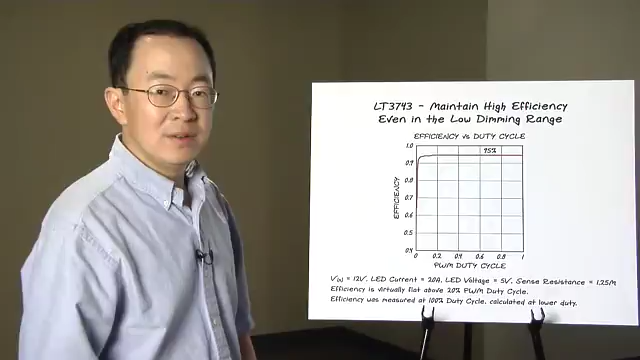 LT3743 - Maintain High Efficiency
Even in the Low Dimming Range
EFFICIENCY vs DUTY CYCLE
1.0
95%
0.9
0.8
0.7
0.6
0.5
0.4
EFFICIENCY
0 0.2 0.4 0.6 0.8 1
PWM DUTY CYCLE
V(IN) = 12V, LED Current = 20A, LED Voltage = 5V, Sense Resistance = 1.25M
Efficiency is virtually flat above 20% PWM Duty Cycle.
Efficiency was measured at 100% Duty Cycle, calculated at lower duty.